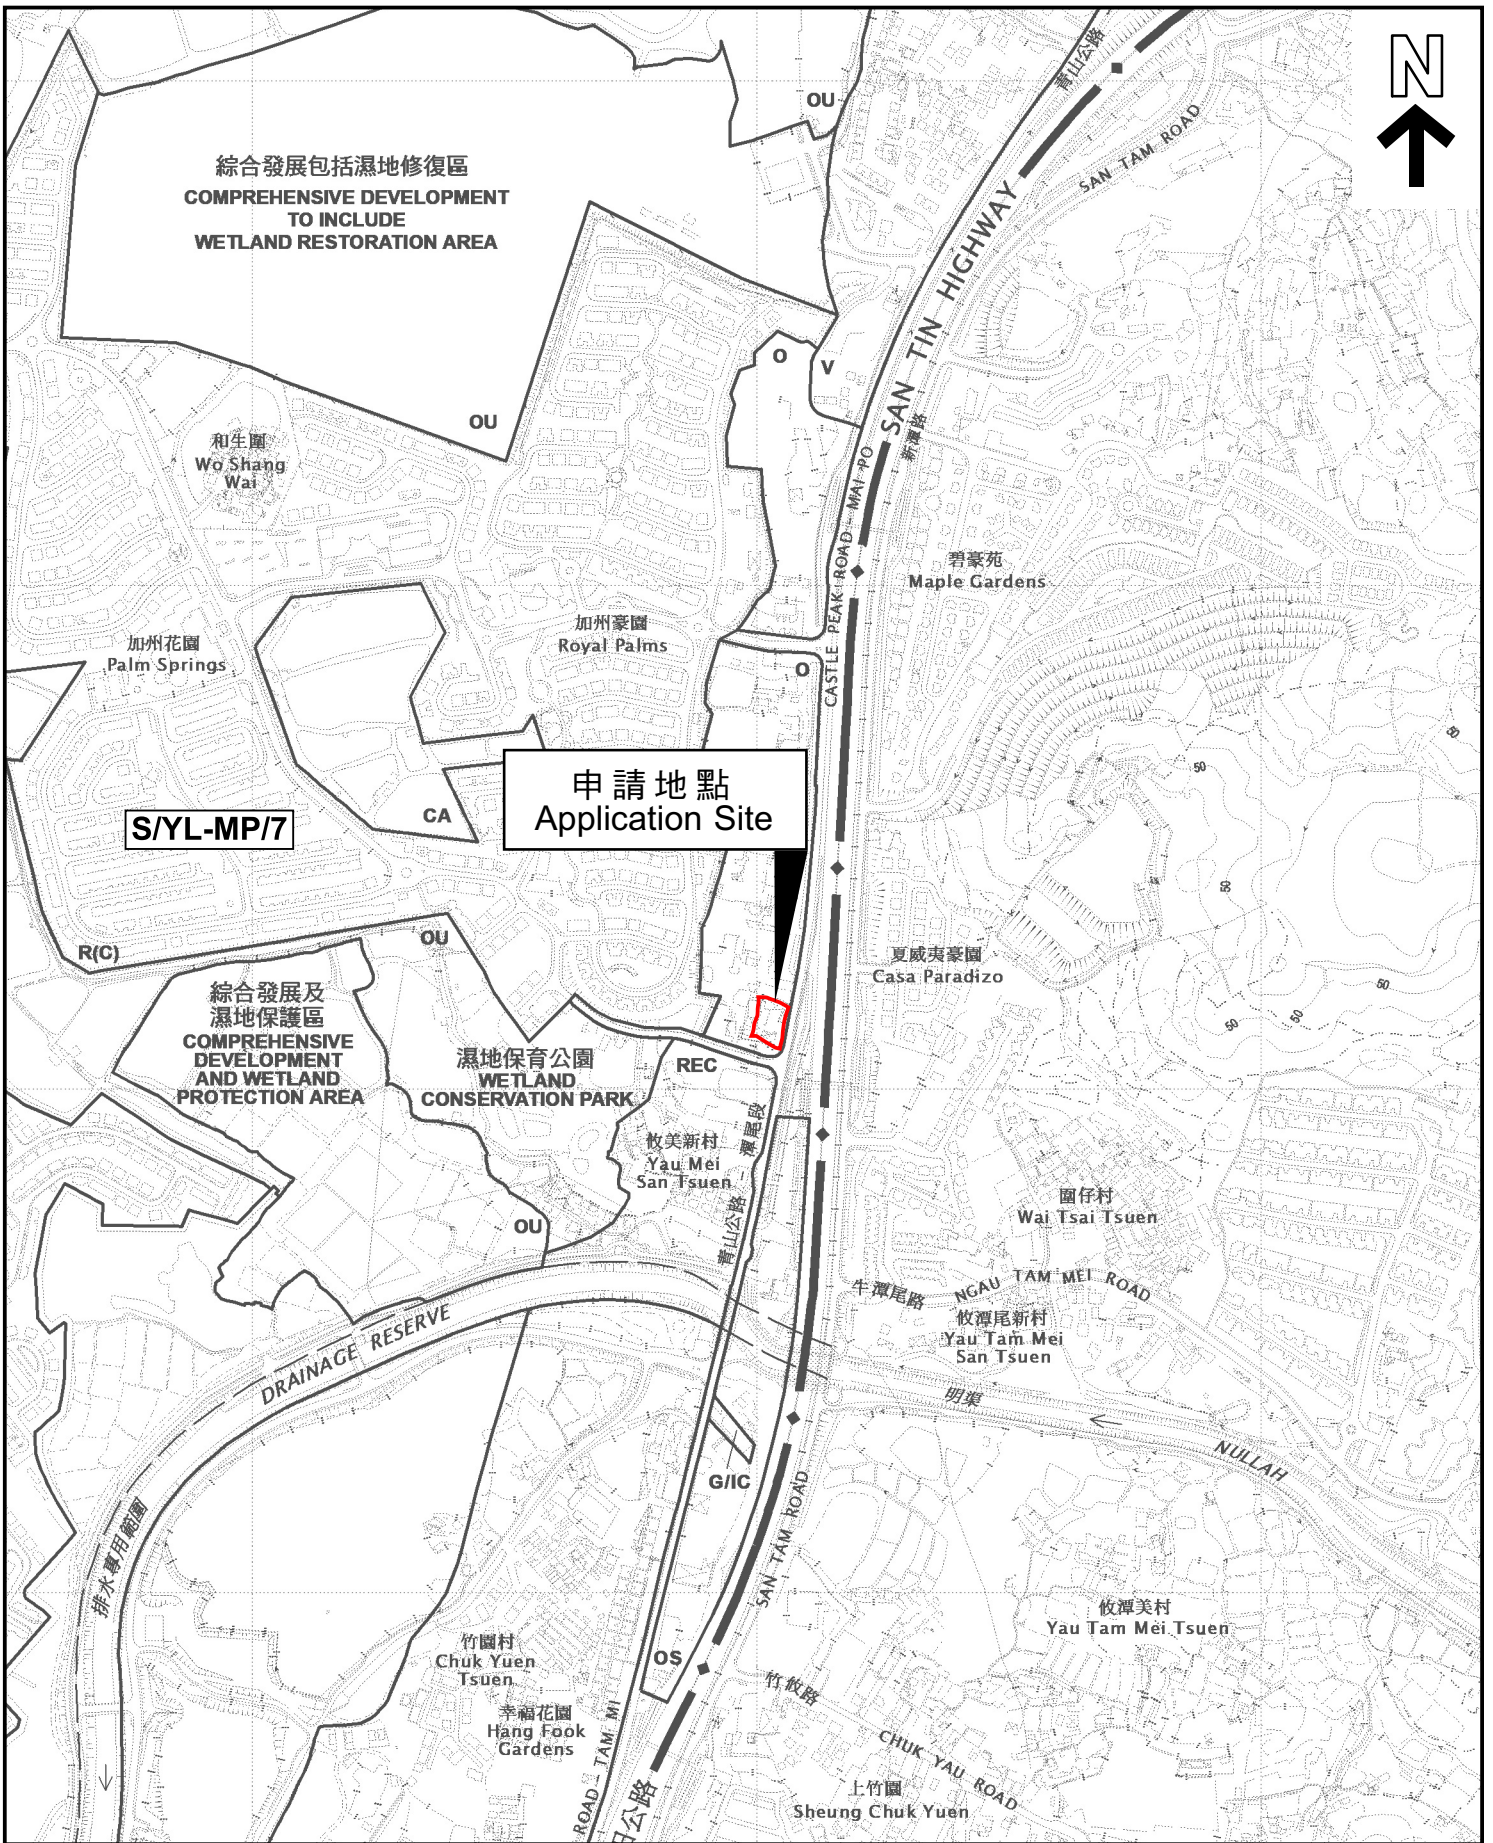 N
青山公路
OU
SAN TAM ROAD
綜合發展包括濕地修復區
COMPREHENSIVE DEVELOPMENT
TO INCLUDE
WETLAND RESTORATION AREA
SAN TIN HIGHWAY
O
V
OU
新潭路
和生圍
Wo Shang
Wai
CASTLE PEAK ROAD - MAI PO
碧豪苑
Maple Gardens
加州花園
Palm Springs
加州豪園
Royal Palms
O
50
50
申請地點
Application Site
S/YL-MP/7
CA
50
R(C)
OU
夏威夷豪園
Casa Paradizo
50
50
50
綜合發展及
濕地保護區
COMPREHENSIVE
DEVELOPMENT
AND WETLAND
PROTECTION AREA
濕地保育公園
WETLAND
CONSERVATION PARK
REC
攸美新村
Yau Mei
San Tsuen
青山公路 - 潭尾段
圍仔村
Wai Tsai Tsuen
OU
牛潭尾路
NGAU TAM MEI ROAD
攸潭尾新村
Yau Tam Mei
San Tsuen
DRAINAGE RESERVE
明渠
NULLAH
G/IC
SAN TAM ROAD
排水專用範圍
攸潭美村
Yau Tam Mei Tsuen
竹園村
Chuk Yuen
Tsuen
OS
竹攸路
CHUK YAU ROAD
幸福花園
Hang Fook
Gardens
ROAD - TAM MI
公路
上竹園
Sheung Chuk Yuen